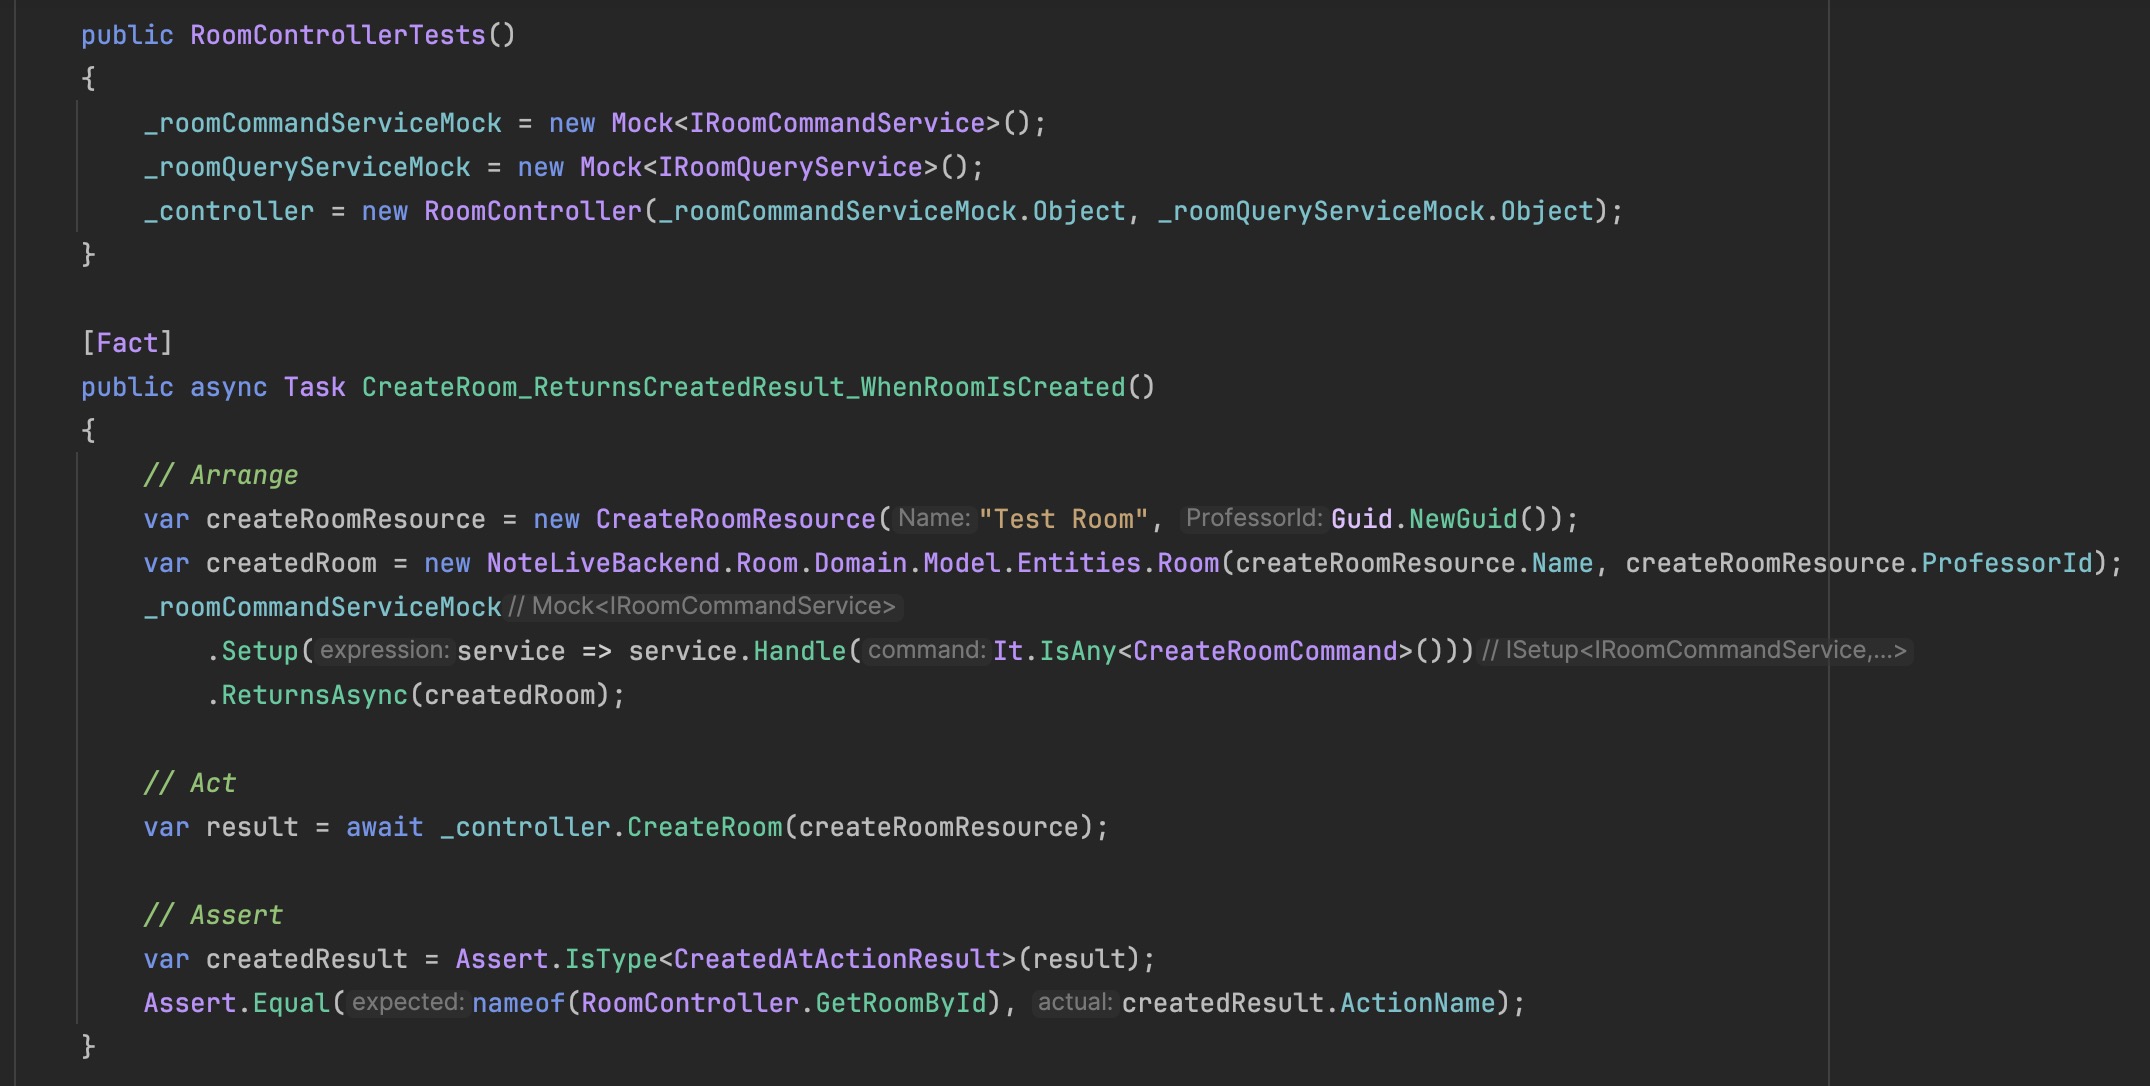 public RoomControllerTests()
{
    _roomCommandServiceMock = new Mock<IRoomCommandService>();
    _roomQueryServiceMock = new Mock<IRoomQueryService>();
    _controller = new RoomController(_roomCommandServiceMock.Object, _roomQueryServiceMock.Object);
}

[Fact]
public async Task CreateRoom_ReturnsCreatedResult_WhenRoomIsCreated()
{
    // Arrange
    var createRoomResource = new CreateRoomResource( Name: "Test Room", ProfessorId: Guid.NewGuid());
    var createdRoom = new NoteLiveBackend.Room.Domain.Model.Entities.Room(createRoomResource.Name, createRoomResource.ProfessorId);
    _roomCommandServiceMock // Mock<IRoomCommandService>
        .Setup( expression: service => service.Handle( command: It.IsAny<CreateRoomCommand>())) // ISetup<IRoomCommandService,...>
        .ReturnsAsync(createdRoom);

    // Act
    var result = await _controller.CreateRoom(createRoomResource);

    // Assert
    var createdResult = Assert.IsType<CreatedAtActionResult>(result);
    Assert.Equal( expected: nameof(RoomController.GetRoomById), actual: createdResult.ActionName);
}